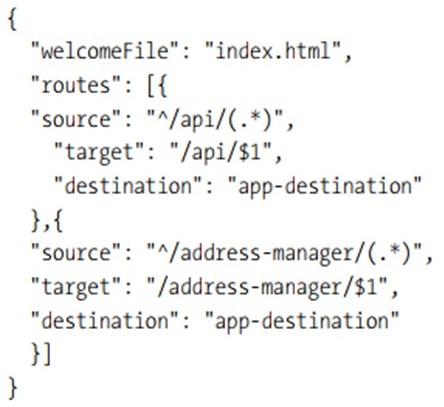 {
"welcomeFile": "index.html",
"routes": [{
"source": "^/api/(.*)",
"target": "/api/$1",
"destination": "app-destination"
},{
"source": "^/address-manager/(.*)",
"target": "/address-manager/$1",
"destination": "app-destination"
}]
}